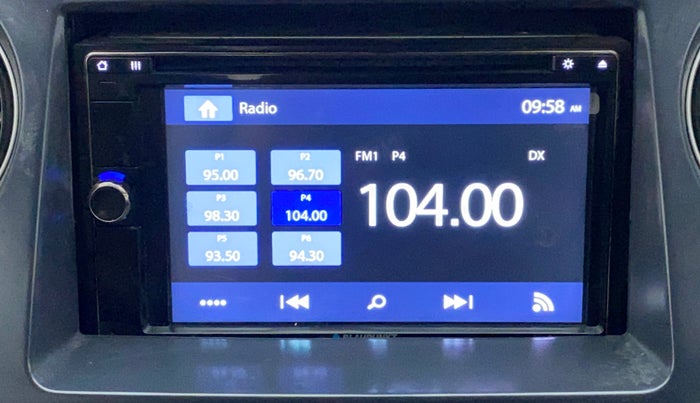 Radio 09:58 AM
P1 P2 FM1 P4 DX
95.00 96.70
P3 P4 104.00
98.30 104.00
P5 P6
93.50 94.30
BLAUPUNKT